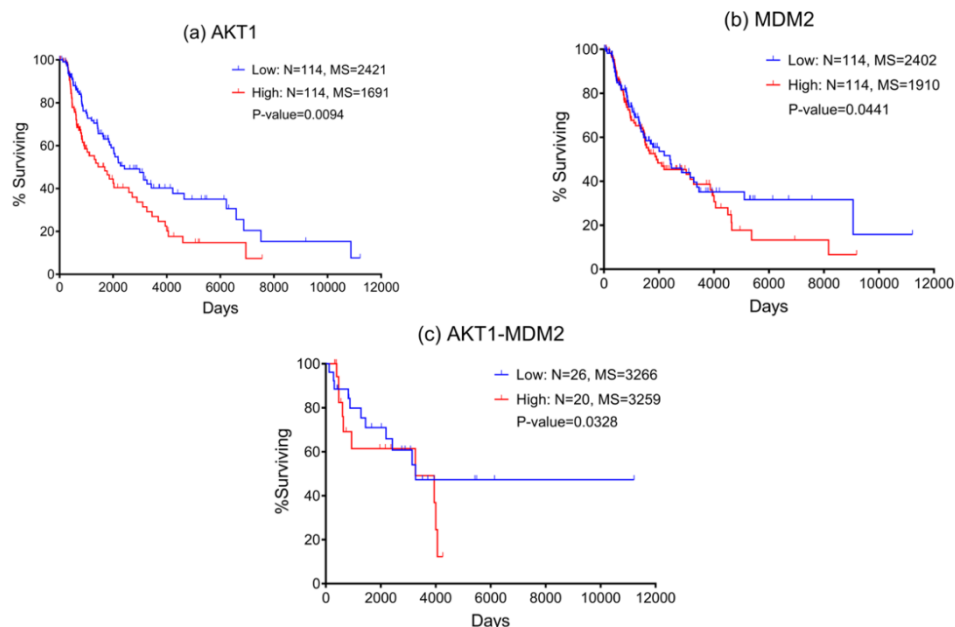 (a) AKT1
Low: N=114, MS=2421
High: N=114, MS=1691
P-value=0.0094
% Surviving
100
80
60
40
20
0
0 2000 4000 6000 8000 10000 12000
Days
(b) MDM2
Low: N=114, MS=2402
High: N=114, MS=1910
P-value=0.0441
% Surviving
100
80
60
40
20
0
0 2000 4000 6000 8000 10000 12000
Days
(c) AKT1-MDM2
Low: N=26, MS=3266
High: N=20, MS=3259
P-value=0.0328
%Surviving
100
80
60
40
20
0
0 2000 4000 6000 8000 10000 12000
Days